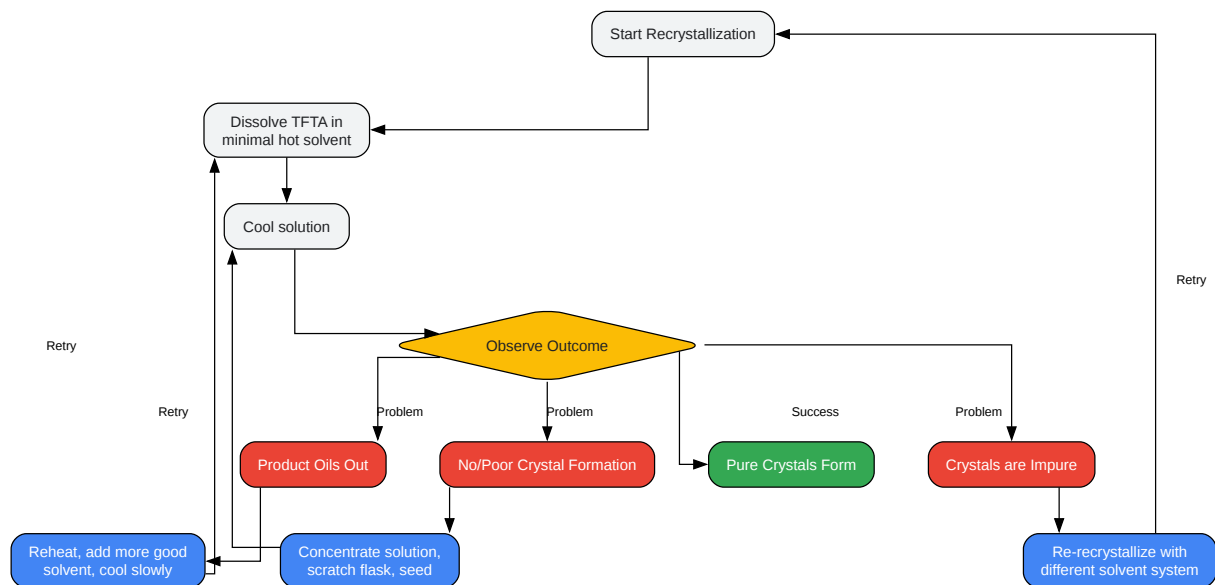 Start Recrystallization
Dissolve TFTA in
minimal hot solvent
Cool solution
Retry
Observe Outcome
Retry
Retry
Problem
Problem
Success
Problem
Product Oils Out
No/Poor Crystal Formation
Pure Crystals Form
Crystals are Impure
Reheat, add more good
solvent, cool slowly
Concentrate solution,
scratch flask, seed
Re-recrystallize with
different solvent system